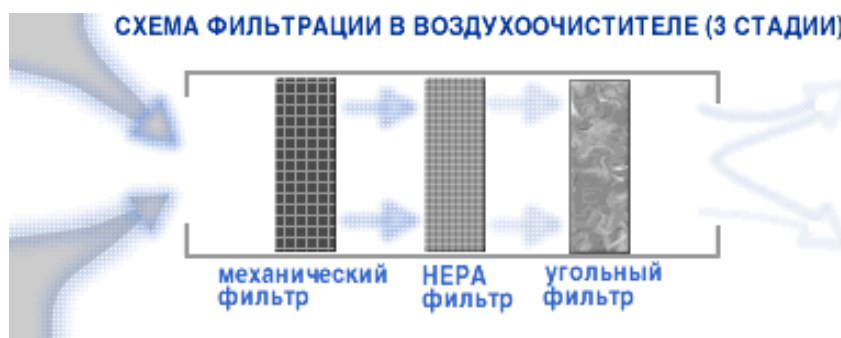 СХЕМА ФИЛЬТРАЦИИ В ВОЗДУХООЧИСТИТЕЛЕ (3 СТАДИИ)
механический фильтр
НЕРА фильтр
угольный фильтр